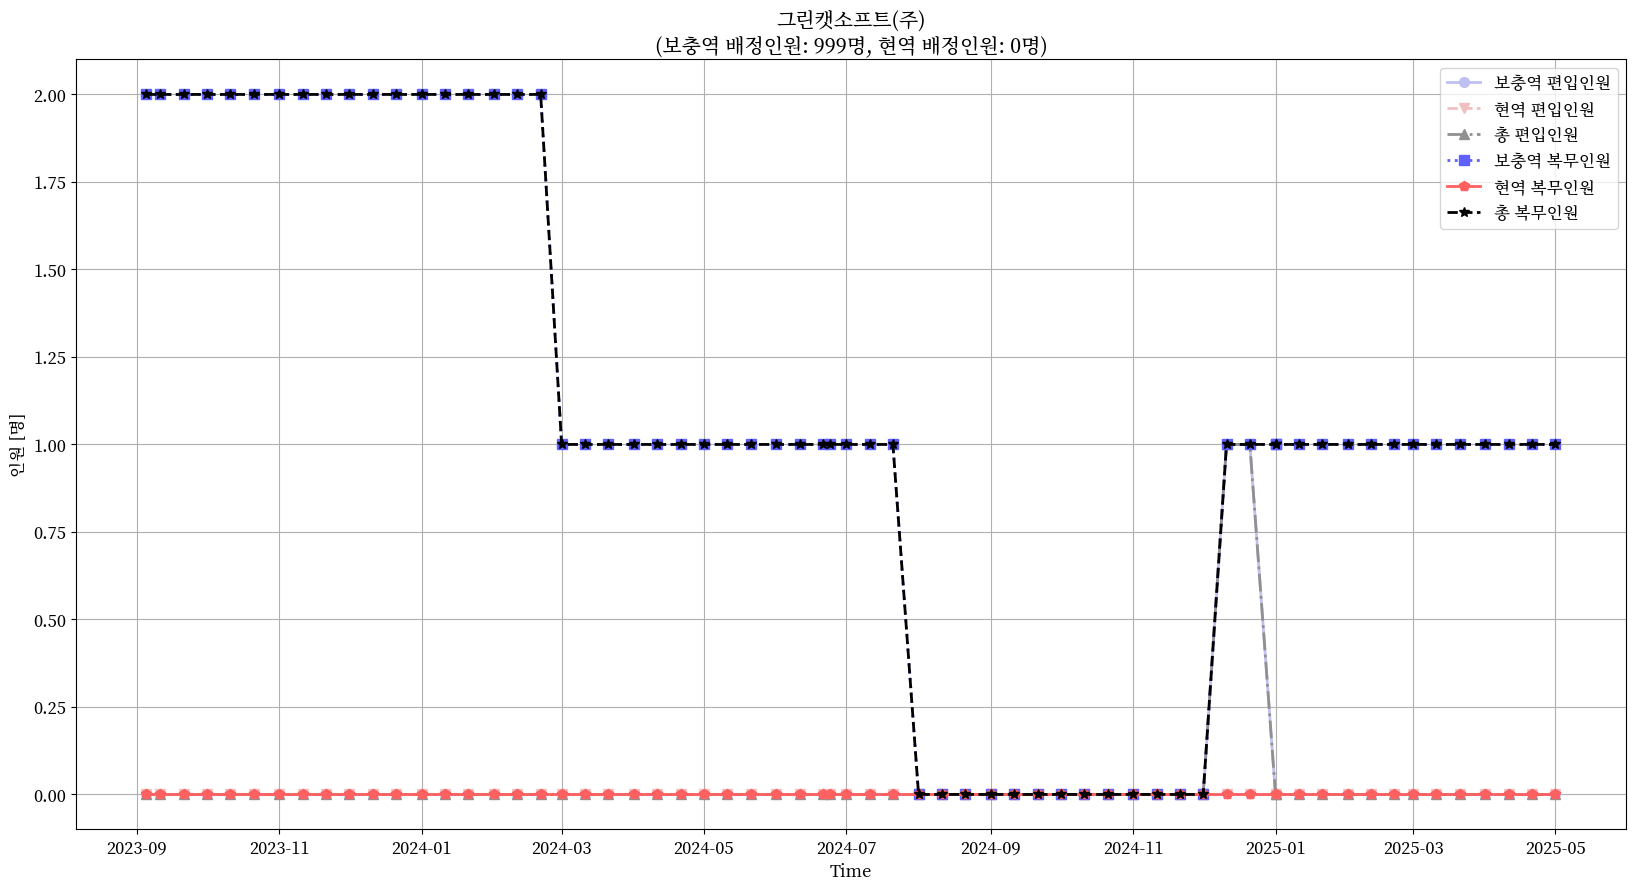 그린캣소프트(주)
(보충역 배정인원: 999명, 현역 배정인원: 0명)
보충역 편입인원
현역 편입인원
총 편입인원
보충역 복무인원
현역 복무인원
총 복무인원
인원 [명]
2.00
1.75
1.50
1.25
1.00
0.75
0.50
0.25
0.00
2023-09 2023-11 2024-01 2024-03 2024-05 2024-07 2024-09 2024-11 2025-01 2025-03 2025-05
Time